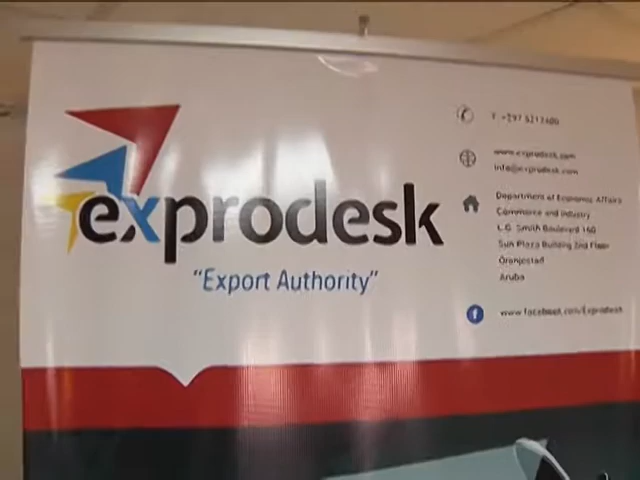 exprodesk
"Export Authority"
www.exprodesk.com
info@exprodesk.com
Department of Economic Affairs
Commerce and Industry
L.G. Smith Boulevard 160
Sun Plaza Building 2nd Floor
Oranjestad
Aruba
www.facebook.com/Exprodesk